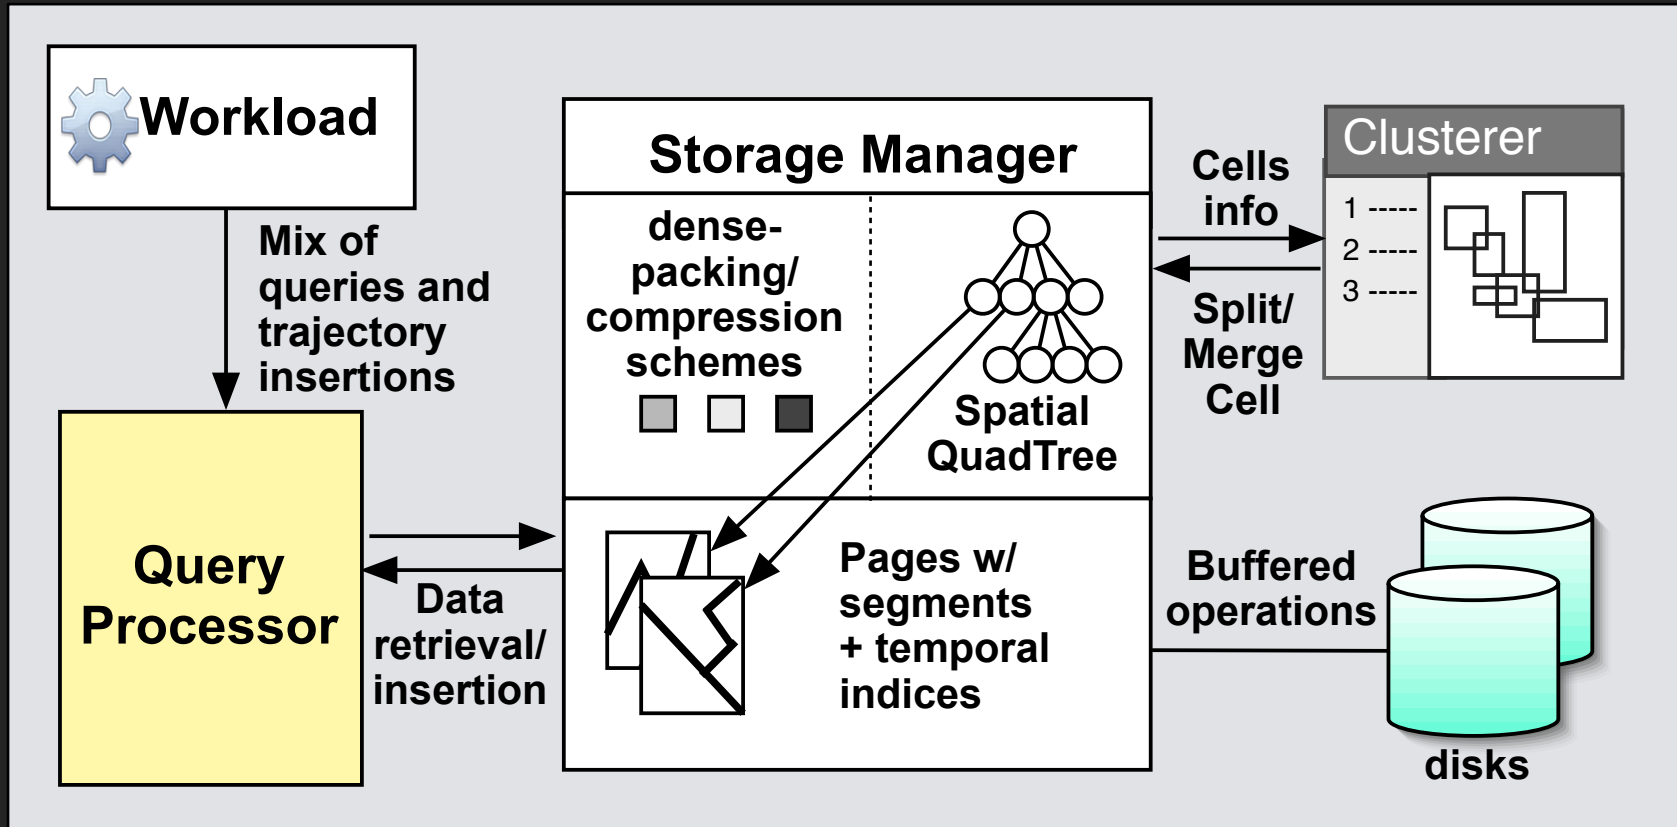 Workload
Mix of
queries and
trajectory
insertions
Query
Processor
Data
retrieval/
insertion
Storage Manager
dense-
packing/
compression
schemes
Spatial
QuadTree
Pages w/
segments
+ temporal
indices
Cells
info
Split/
Merge
Cell
Clusterer
1 -----
2 -----
3 -----
Buffered
operations
disks